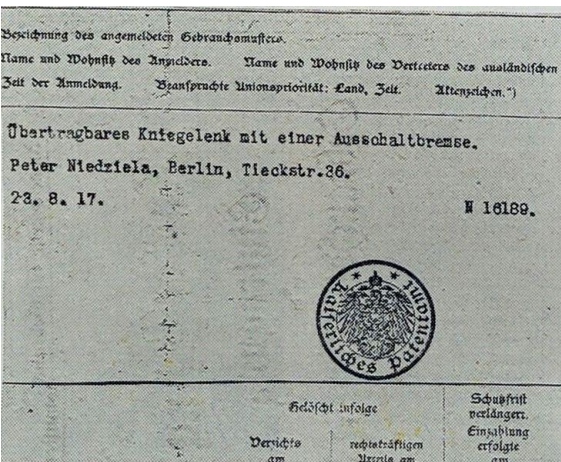 Bezeichnung des angemeldeten Gebrauchsmusters.
Name und Wohnsitz des Anmelders. Name und Wohnsitz des Vertreters des ausländischen
Zeit der Anmeldung. Beanspruchte Unionspriorität: Land, Zeit. Aktenzeichen.*)
Übertragbares Kniegelenk mit einer Ausschaltbremse.
Peter Niedziela, Berlin, Tieckstr.36.
23. 8. 17.
N 16189.
Kaiserliches Patentamt
Gelöscht infolge
Schutzfrist
verlängert.
Verzichts
am
rechtskräftigen
Urteils am
Einzahlung
erfolgte
am